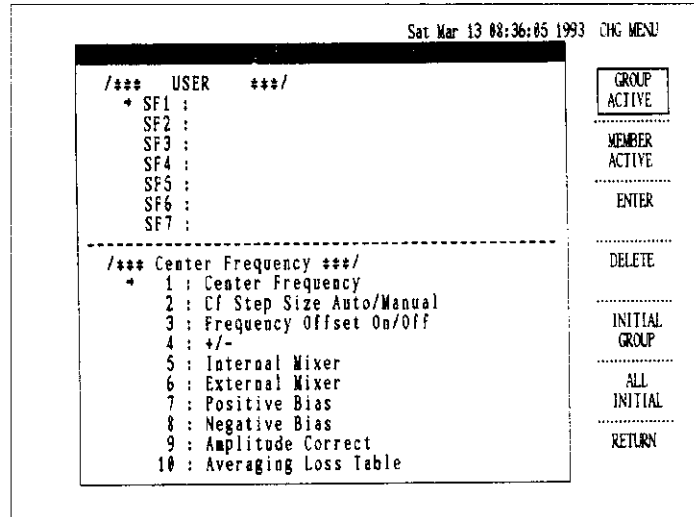 Sat Mar 13 08:36:05 1993 CHG MENU
/*** USER ***/
SF1 :
SF2 :
SF3 :
SF4 :
SF5 :
SF6 :
SF7 :
/*** Center Frequency ***/
1 : Center Frequency
2 : Cf Step Size Auto/Manual
3 : Frequency Offset On/Off
4 : +/-
5 : Internal Mixer
6 : External Mixer
7 : Positive Bias
8 : Negative Bias
9 : Amplitude Correct
10 : Averaging Loss Table
GROUP
ACTIVE
MEMBER
ACTIVE
ENTER
DELETE
INITIAL
GROUP
ALL
INITIAL
RETURN